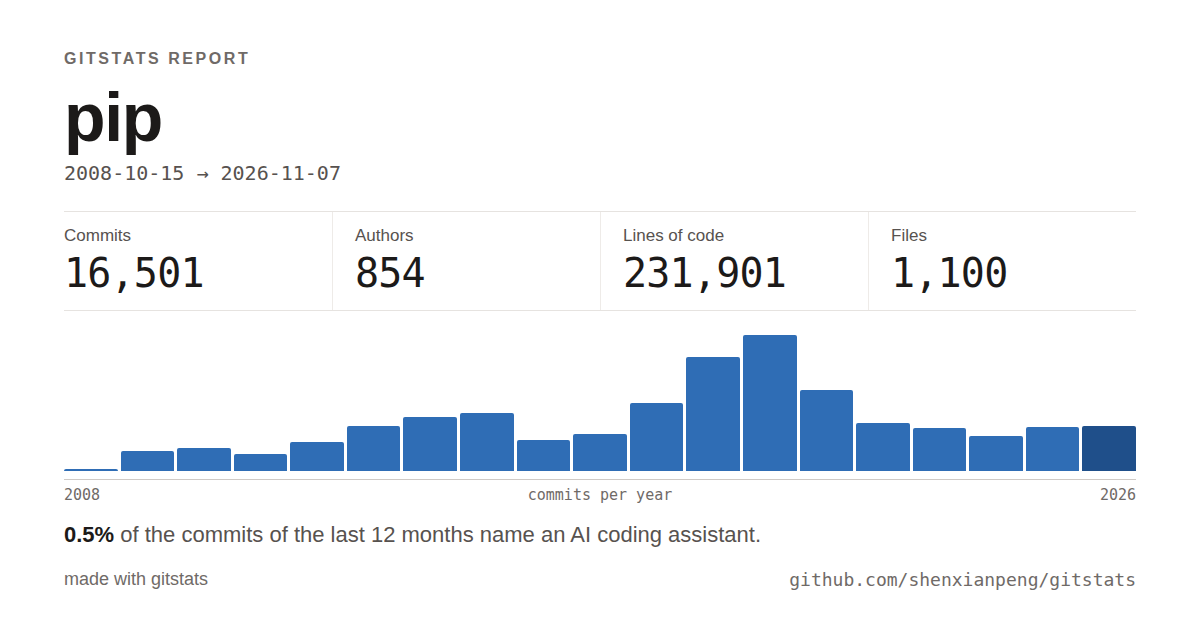 GITSTATS REPORT
pip
2008-10-15 → 2026-11-07
Commits Authors Lines of code Files
16,501 854 231,901 1,100
2008 commits per year 2026
0.5% of the commits of the last 12 months name an AI coding assistant.
made with gitstats github.com/shenxianpeng/gitstats